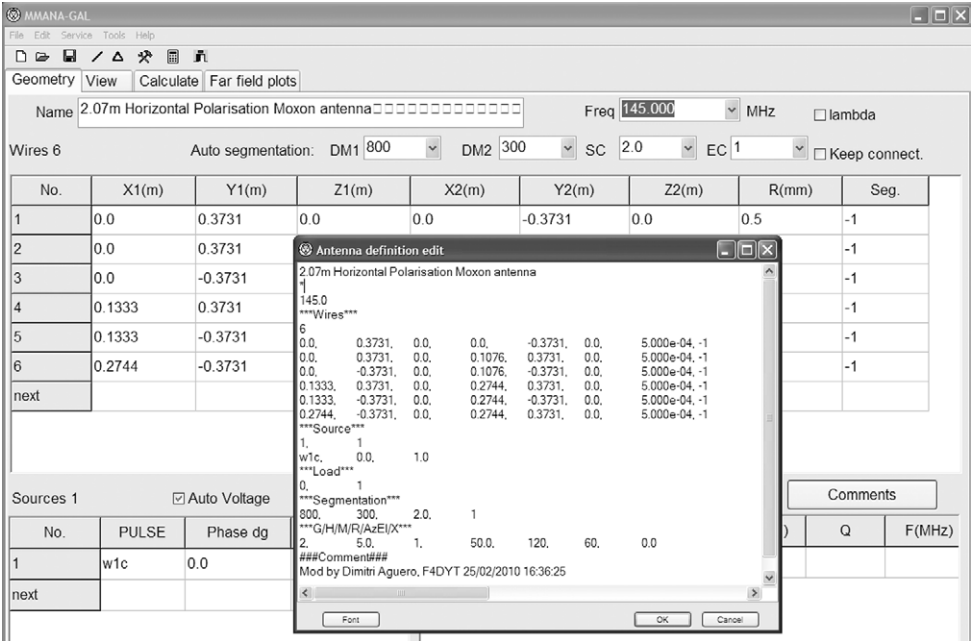 MMANA-GAL
File Edit Service Tools Help
Geometry View Calculate Far field plots
Name 2.07m Horizontal Polarisation Moxon antenna□□□□□□□□□□□□□ Freq 145.000 MHz lambda
Wires 6 Auto segmentation: DM1 800 DM2 300 SC 2.0 EC 1 Keep connect.
No. X1(m) Y1(m) Z1(m) X2(m) Y2(m) Z2(m) R(mm) Seg.
1 0.0 0.3731 0.0 0.0 -0.3731 0.0 0.5 -1
2 0.0 0.3731 -1
3 0.0 -0.3731 -1
4 0.1333 0.3731 -1
5 0.1333 -0.3731 -1
6 0.2744 -0.3731 -1
next
Antenna definition edit
2.07m Horizontal Polarisation Moxon antenna
*
145.0
***Wires***
6
0.0, 0.3731, 0.0, 0.0, -0.3731, 0.0, 5.000e-04, -1
0.0, 0.3731, 0.0, 0.1076, 0.3731, 0.0, 5.000e-04, -1
0.0, -0.3731, 0.0, 0.1076, -0.3731, 0.0, 5.000e-04, -1
0.1333, 0.3731, 0.0, 0.2744, 0.3731, 0.0, 5.000e-04, -1
0.1333, -0.3731, 0.0, 0.2744, -0.3731, 0.0, 5.000e-04, -1
0.2744, -0.3731, 0.0, 0.2744, 0.3731, 0.0, 5.000e-04, -1
***Source***
1, 1
w1c, 0.0, 1.0
***Load***
0, 1
***Segmentation***
800, 300, 2.0, 1
***G/H/M/R/AzEl/X***
2, 5.0, 1, 50.0, 120, 60, 0.0
###Comment###
Mod by Dimitri Aguero, F4DYT 25/02/2010 16:36:25
Font OK Cancel
Sources 1 Auto Voltage Comments
No. PULSE Phase dg ) Q F(MHz)
1 w1c 0.0
next